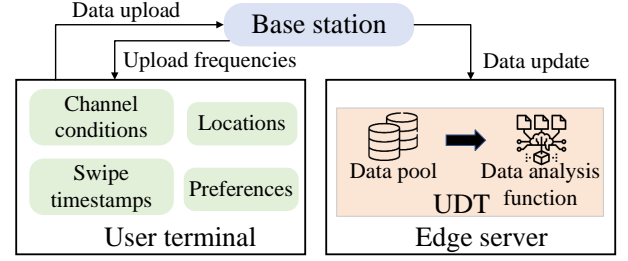 Data upload
Base station
Upload frequencies
Data update
Channel
conditions
Locations
Swipe
timestamps
Preferences
User terminal
Data pool
Data analysis
function
UDT
Edge server